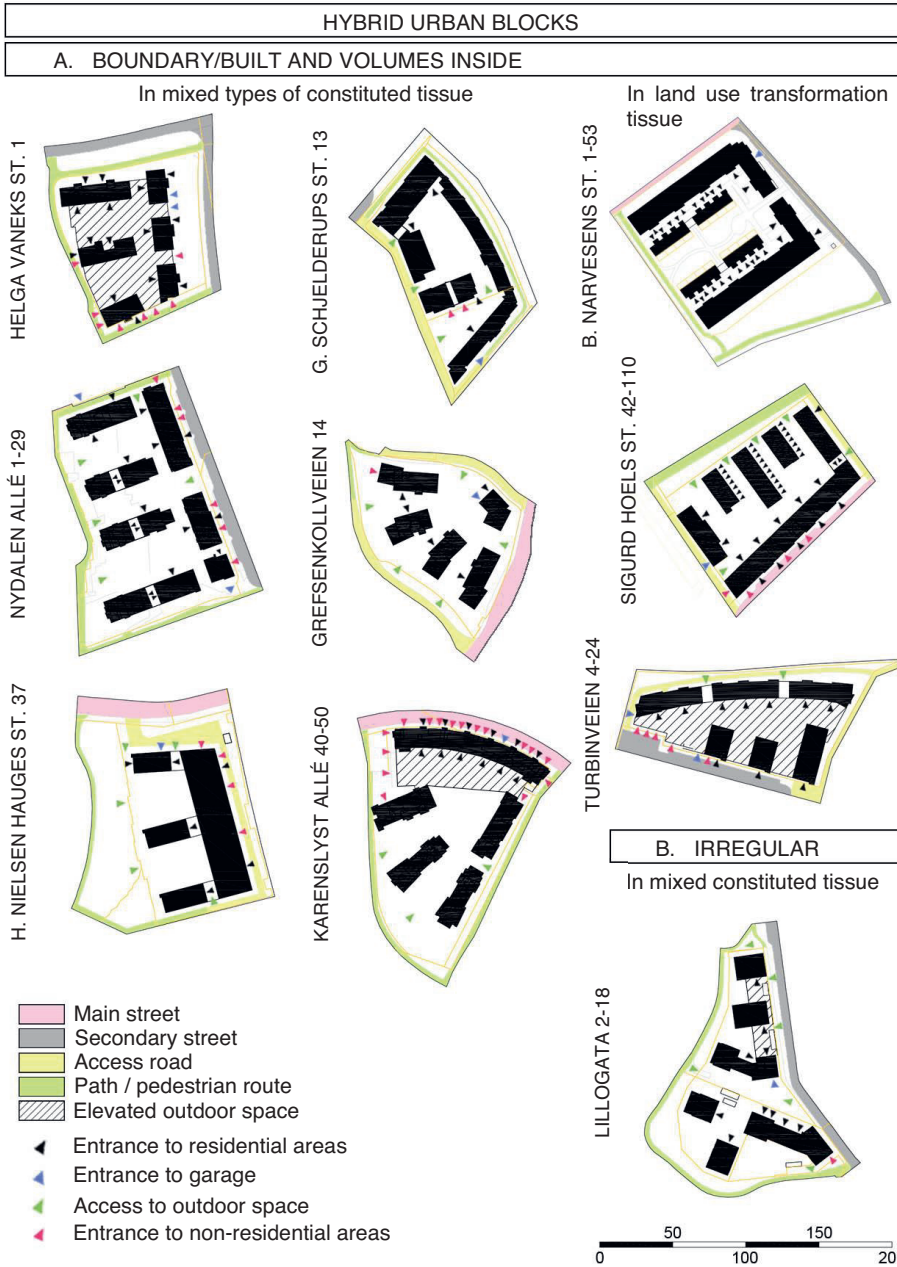 HYBRID URBAN BLOCKS
A. BOUNDARY/BUILT AND VOLUMES INSIDE
In mixed types of constituted tissue
In land use transformation
tissue
HELGA VANEKS ST. 1
G. SCHJELDERUPS ST. 13
B. NARVESENS ST. 1-53
NYDALEN ALLÉ 1-29
GREFSENKOLLVEIEN 14
SIGURD HOELS ST. 42-110
H. NIELSEN HAUGES ST. 37
KARENSLYST ALLÉ 40-50
TURBINVEIEN 4-24
B. IRREGULAR
In mixed constituted tissue
LILLOGATA 2-18
Main street
Secondary street
Access road
Path / pedestrian route
Elevated outdoor space
Entrance to residential areas
Entrance to garage
Access to outdoor space
Entrance to non-residential areas
50 150
0 100 20